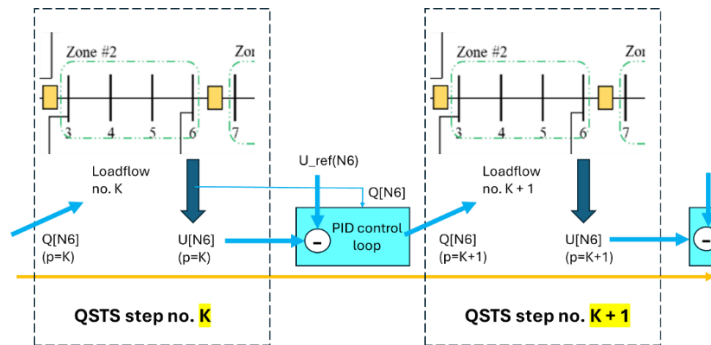 Zone #2
Zo
3
4
5
6
7
Loadflow
no. K
Q[N6]
(p=K)
U[N6]
(p=K)
U_ref(N6)
Q[N6]
PID control
loop
-
QSTS step no. K
Zone #2
Zo
3
4
5
6
7
Loadflow
no. K + 1
Q[N6]
(p=K+1)
U[N6]
(p=K+1)
-
QSTS step no. K + 1